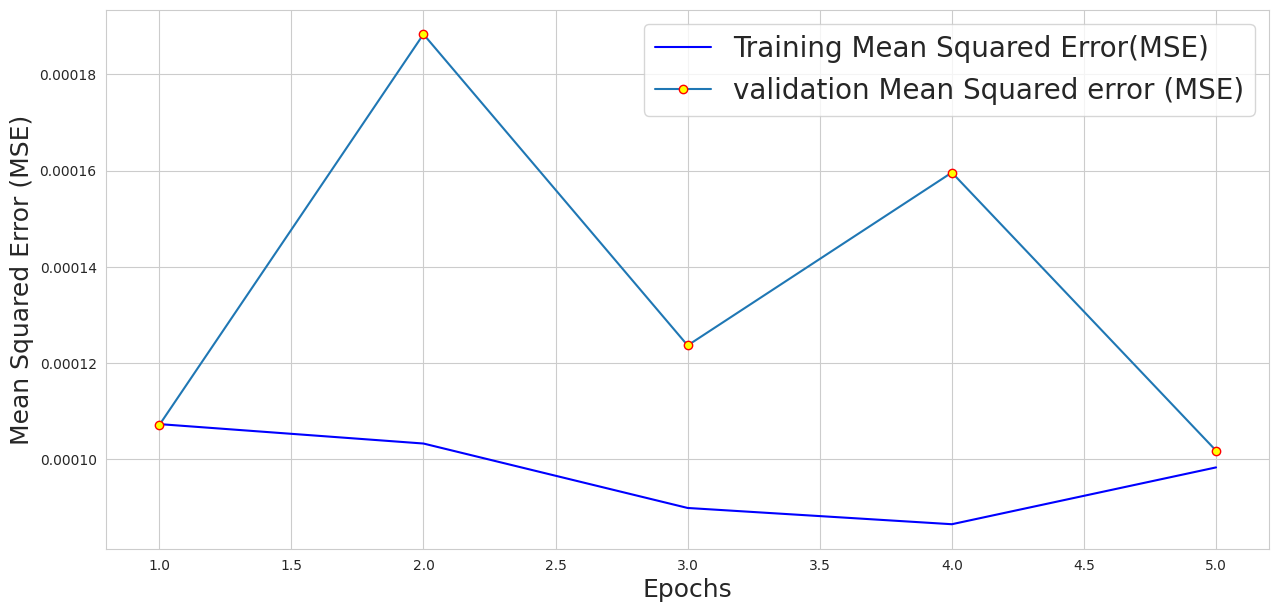 Training Mean Squared Error(MSE)
validation Mean Squared error (MSE)
Mean Squared Error (MSE)
0.00018
0.00016
0.00014
0.00012
0.00010
1.0 1.5 2.0 2.5 3.0 3.5 4.0 4.5 5.0
Epochs